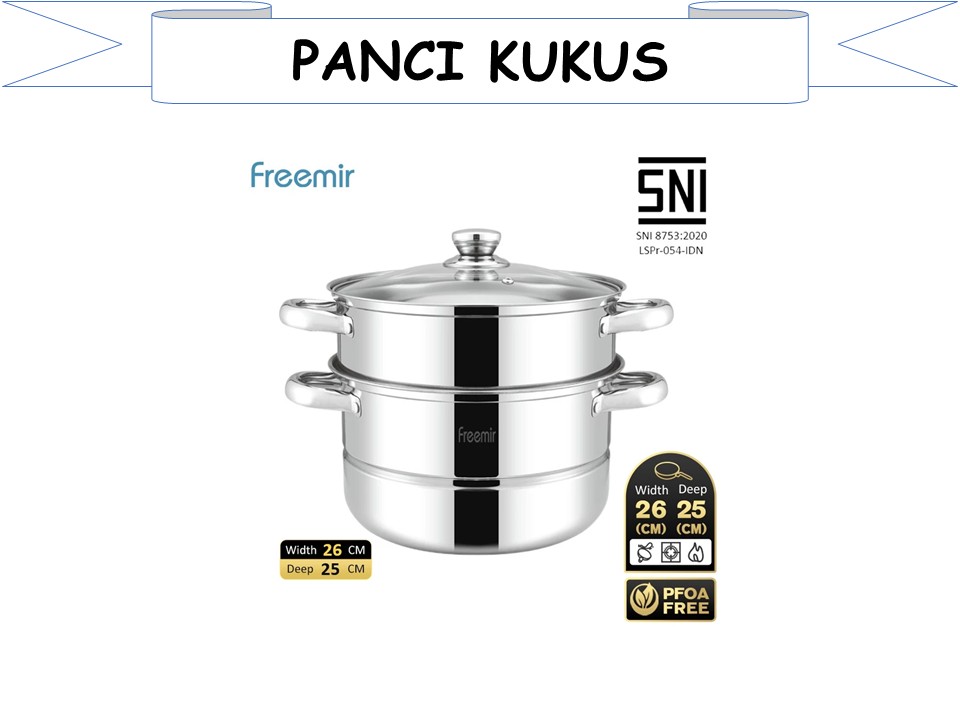 PANCI KUKUS
Freemir
SNI
SNI 8753:2020
LSPr-054-IDN
Freemir
Width Deep
26 25
(CM) (CM)
Width 26 CM
Deep 25 CM
PFOA
FREE